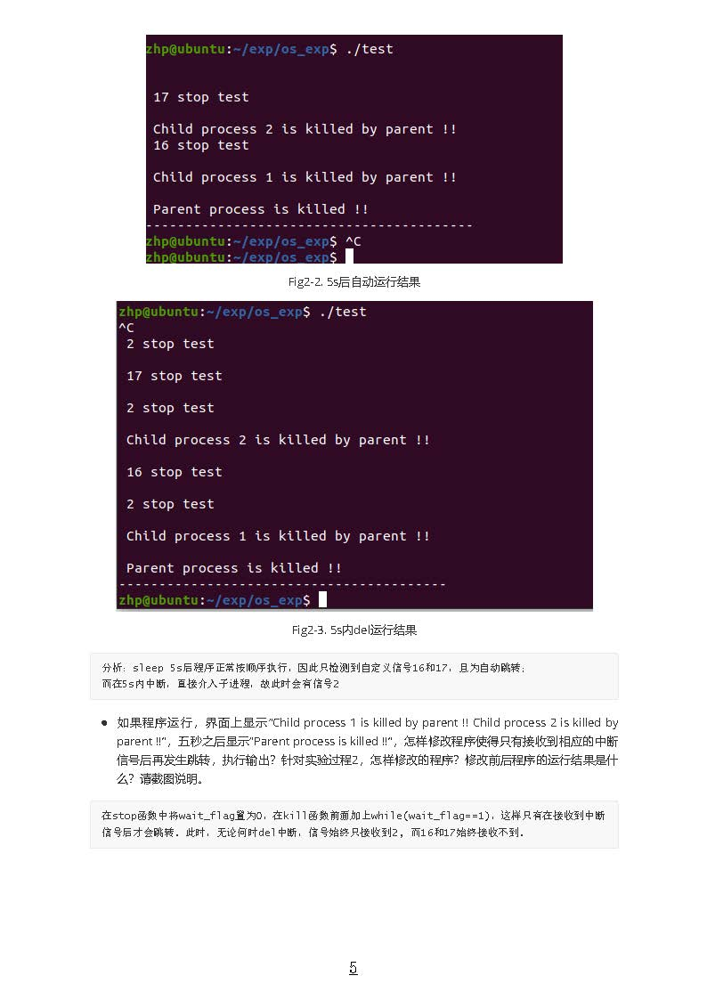 zhp@ubuntu:~/exp/os_exp$ ./test
17 stop test
Child process 2 is killed by parent !!
16 stop test
Child process 1 is killed by parent !!
Parent process is killed !!
-----------------------------------------
zhp@ubuntu:~/exp/os_exp$ ^C
zhp@ubuntu:~/exp/os_exp$
Fig2-2. 5s后自动运行结果
zhp@ubuntu:~/exp/os_exp$ ./test
^C
2 stop test
17 stop test
2 stop test
Child process 2 is killed by parent !!
16 stop test
2 stop test
Child process 1 is killed by parent !!
Parent process is killed !!
-----------------------------------------
zhp@ubuntu:~/exp/os_exp$
Fig2-3. 5s内del运行结果
分析: sleep 5s后程序正常按顺序执行，因此只检测到自定义信号16和17，且为自动跳转；
而在5s内中断，直接介入子进程，故此时会有信号2
● 如果程序运行，界面上显示“Child process 1 is killed by parent !! Child process 2 is killed by
parent !!”，五秒之后显示“Parent process is killed !!”，怎样修改程序使得只有接收到相应的中断
信号后再发生跳转，执行输出？针对实验过程2，怎样修改的程序？修改前后程序的运行结果是什
么？请截图说明。
在stop函数中将wait_flag置为0，在kill函数前面加上while(wait_flag==1)，这样只有在接收到中断
信号后才会跳转. 此时，无论何时del中断，信号始终只接收到2, 而16和17始终接收不到.
5